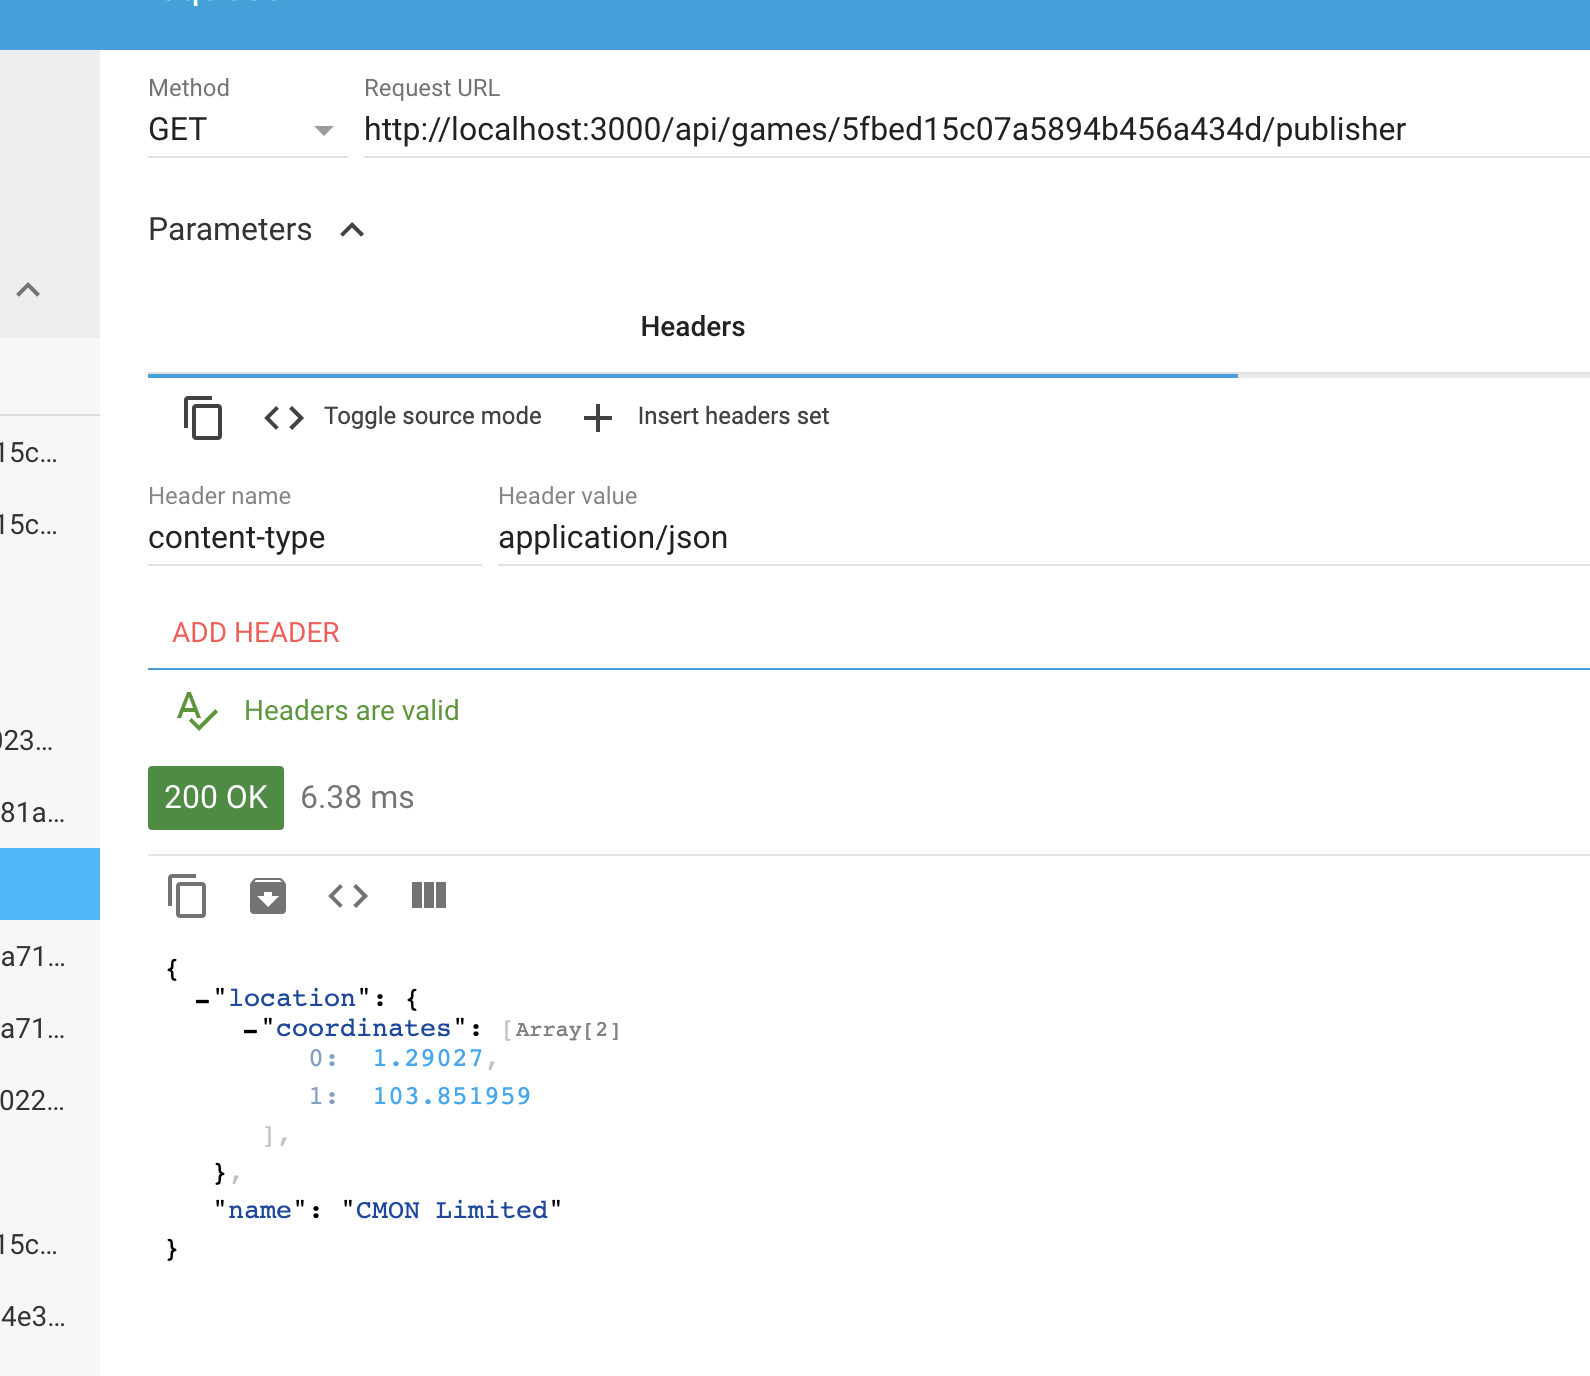 Method
Request URL
GET
http://localhost:3000/api/games/5fbed15c07a5894b456a434d/publisher
Parameters
Headers
Toggle source mode
Insert headers set
15c...
Header name
Header value
15c...
content-type
application/json
ADD HEADER
Headers are valid
023...
200 OK
6.38 ms
81a...
a71...
{
"location": {
"coordinates": [Array[2]
a71...
0: 1.29027,
1: 103.851959
022...
],
},
"name": "CMON Limited"
15c...
}
4e3...